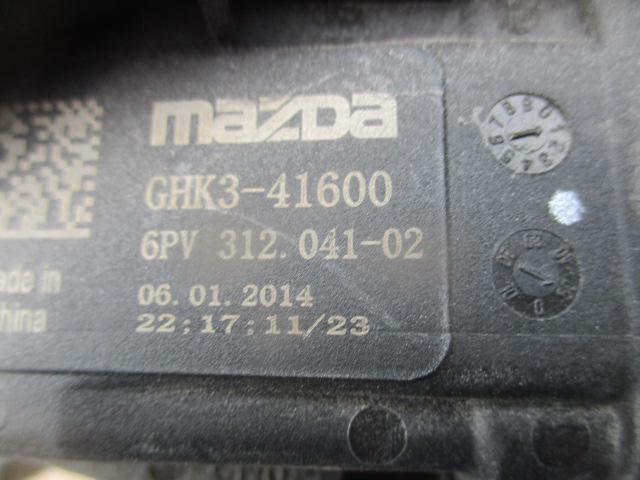 mazda
GHK3-41600
6PV 312.041-02
06.01.2014
22:17:11/23
ade in
hina